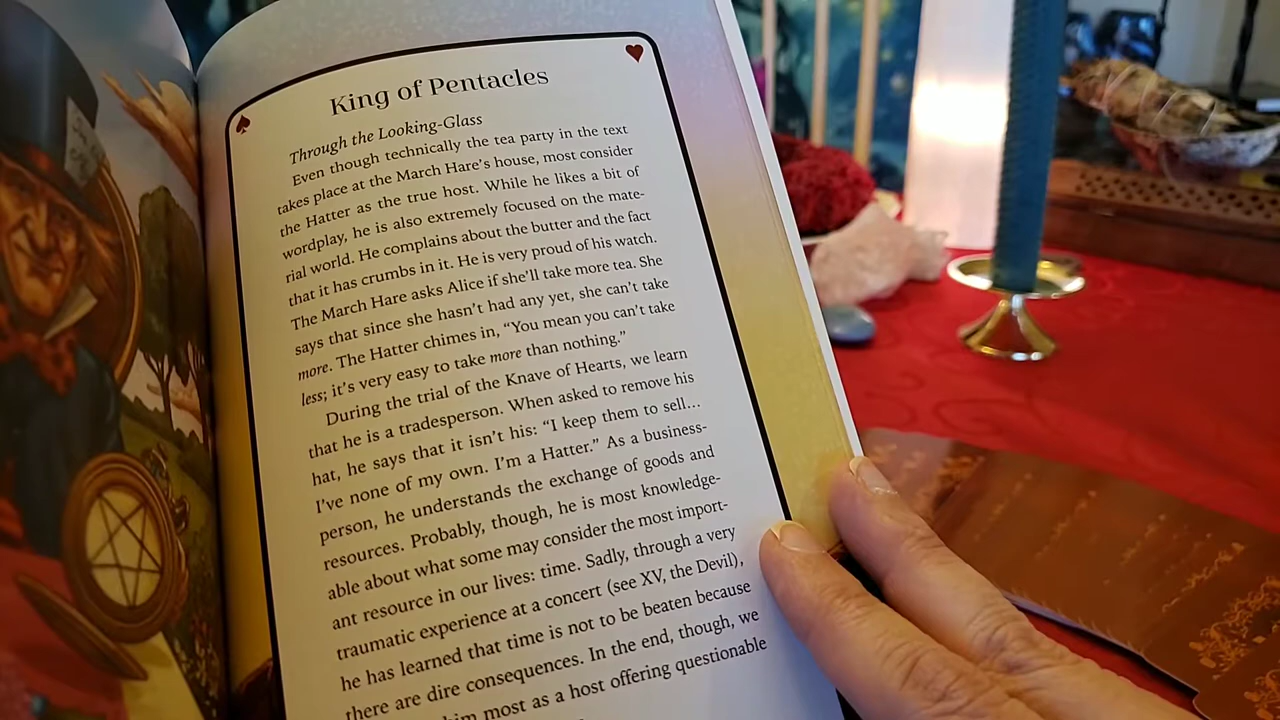 King of Pentacles
Through the Looking-Glass
Even though technically the tea party in the text
takes place at the March Hare's house, most consider
the Hatter as the true host. While he likes a bit of
wordplay, he is also extremely focused on the mate-
rial world. He complains about the butter and the fact
that it has crumbs in it. He is very proud of his watch.
The March Hare asks Alice if she'll take more tea. She
says that since she hasn't had any yet, she can't take
more. The Hatter chimes in, “You mean you can't take
less; it's very easy to take more than nothing.”
During the trial of the Knave of Hearts, we learn
that he is a tradesperson. When asked to remove his
hat, he says that it isn't his: “I keep them to sell...
I've none of my own. I'm a Hatter.” As a business-
person, he understands the exchange of goods and
resources. Probably, though, he is most knowledge-
able about what some may consider the most import-
ant resource in our lives: time. Sadly, through a very
traumatic experience at a concert (see XV, the Devil),
he has learned that time is not to be beaten because
there are dire consequences. In the end, though, we
him most as a host offering questionable